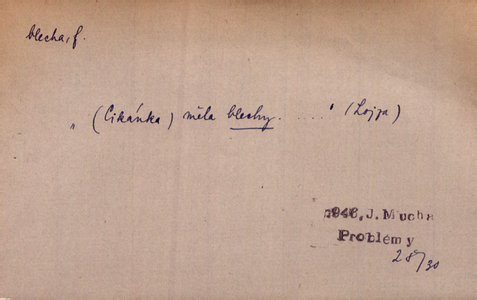 blecha, f.
„ (Cikánka) měla blechy. ....." (Lojza)
1946, J. Mucha
Problémy
28/30